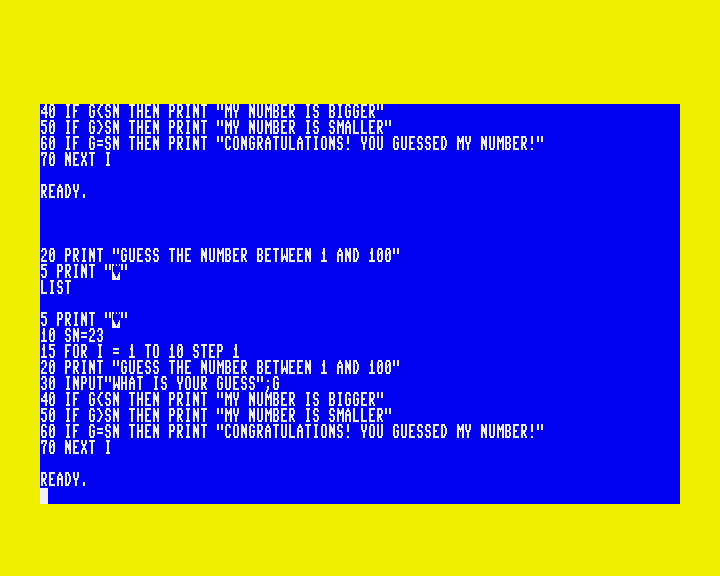 40 IF G<SN THEN PRINT "MY NUMBER IS BIGGER"
50 IF G>SN THEN PRINT "MY NUMBER IS SMALLER"
60 IF G=SN THEN PRINT "CONGRATULATIONS! YOU GUESSED MY NUMBER!"
70 NEXT I
READY.
20 PRINT "GUESS THE NUMBER BETWEEN 1 AND 100"
5 PRINT "♥"
LIST
5 PRINT "♥"
10 SN=23
15 FOR I = 1 TO 10 STEP 1
20 PRINT "GUESS THE NUMBER BETWEEN 1 AND 100"
30 INPUT"WHAT IS YOUR GUESS";G
40 IF G<SN THEN PRINT "MY NUMBER IS BIGGER"
50 IF G>SN THEN PRINT "MY NUMBER IS SMALLER"
60 IF G=SN THEN PRINT "CONGRATULATIONS! YOU GUESSED MY NUMBER!"
70 NEXT I
READY.